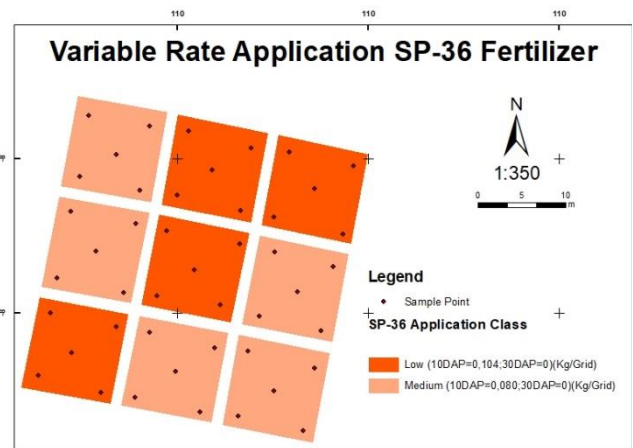 110 110 110
Variable Rate Application SP-36 Fertilizer
N
1:350
0 5 10
m
Legend
Sample Point
SP-36 Application Class
Low (10DAP=0,104;30DAP=0)(Kg/Grid)
Medium (10DAP=0,080;30DAP=0)(Kg/Grid)